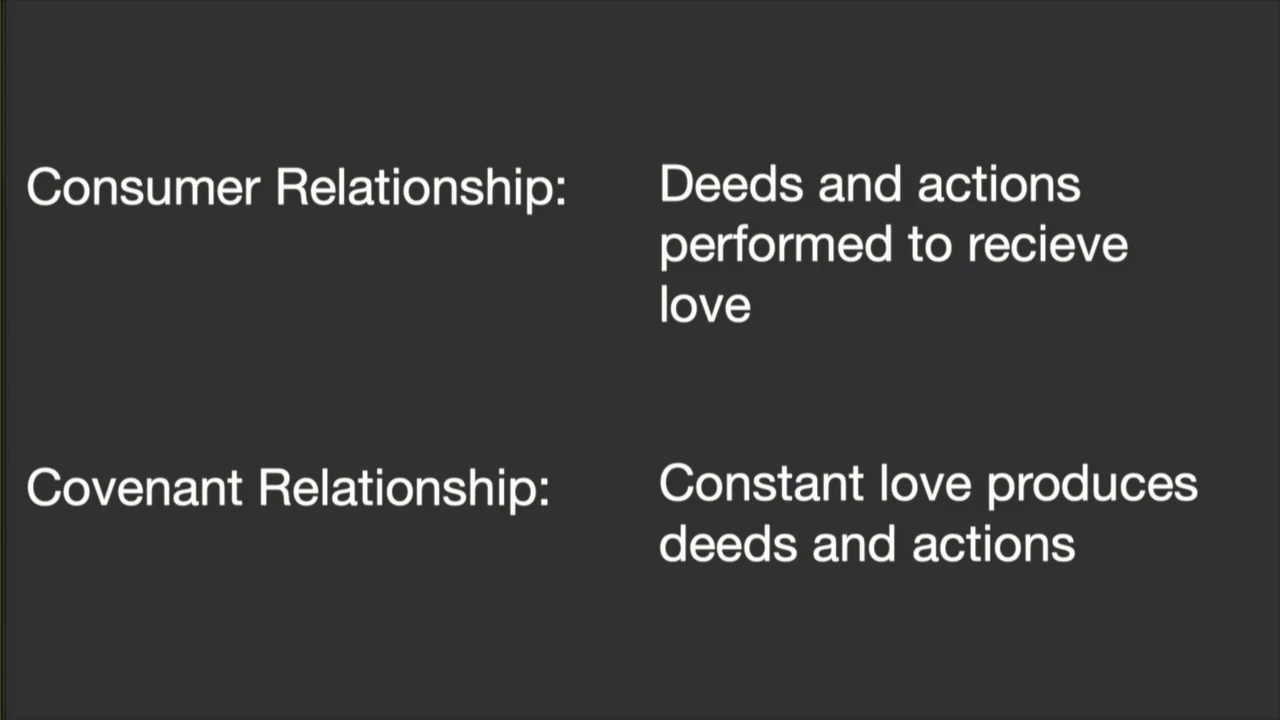 Consumer Relationship:
Deeds and actions
performed to recieve
love
Covenant Relationship:
Constant love produces
deeds and actions